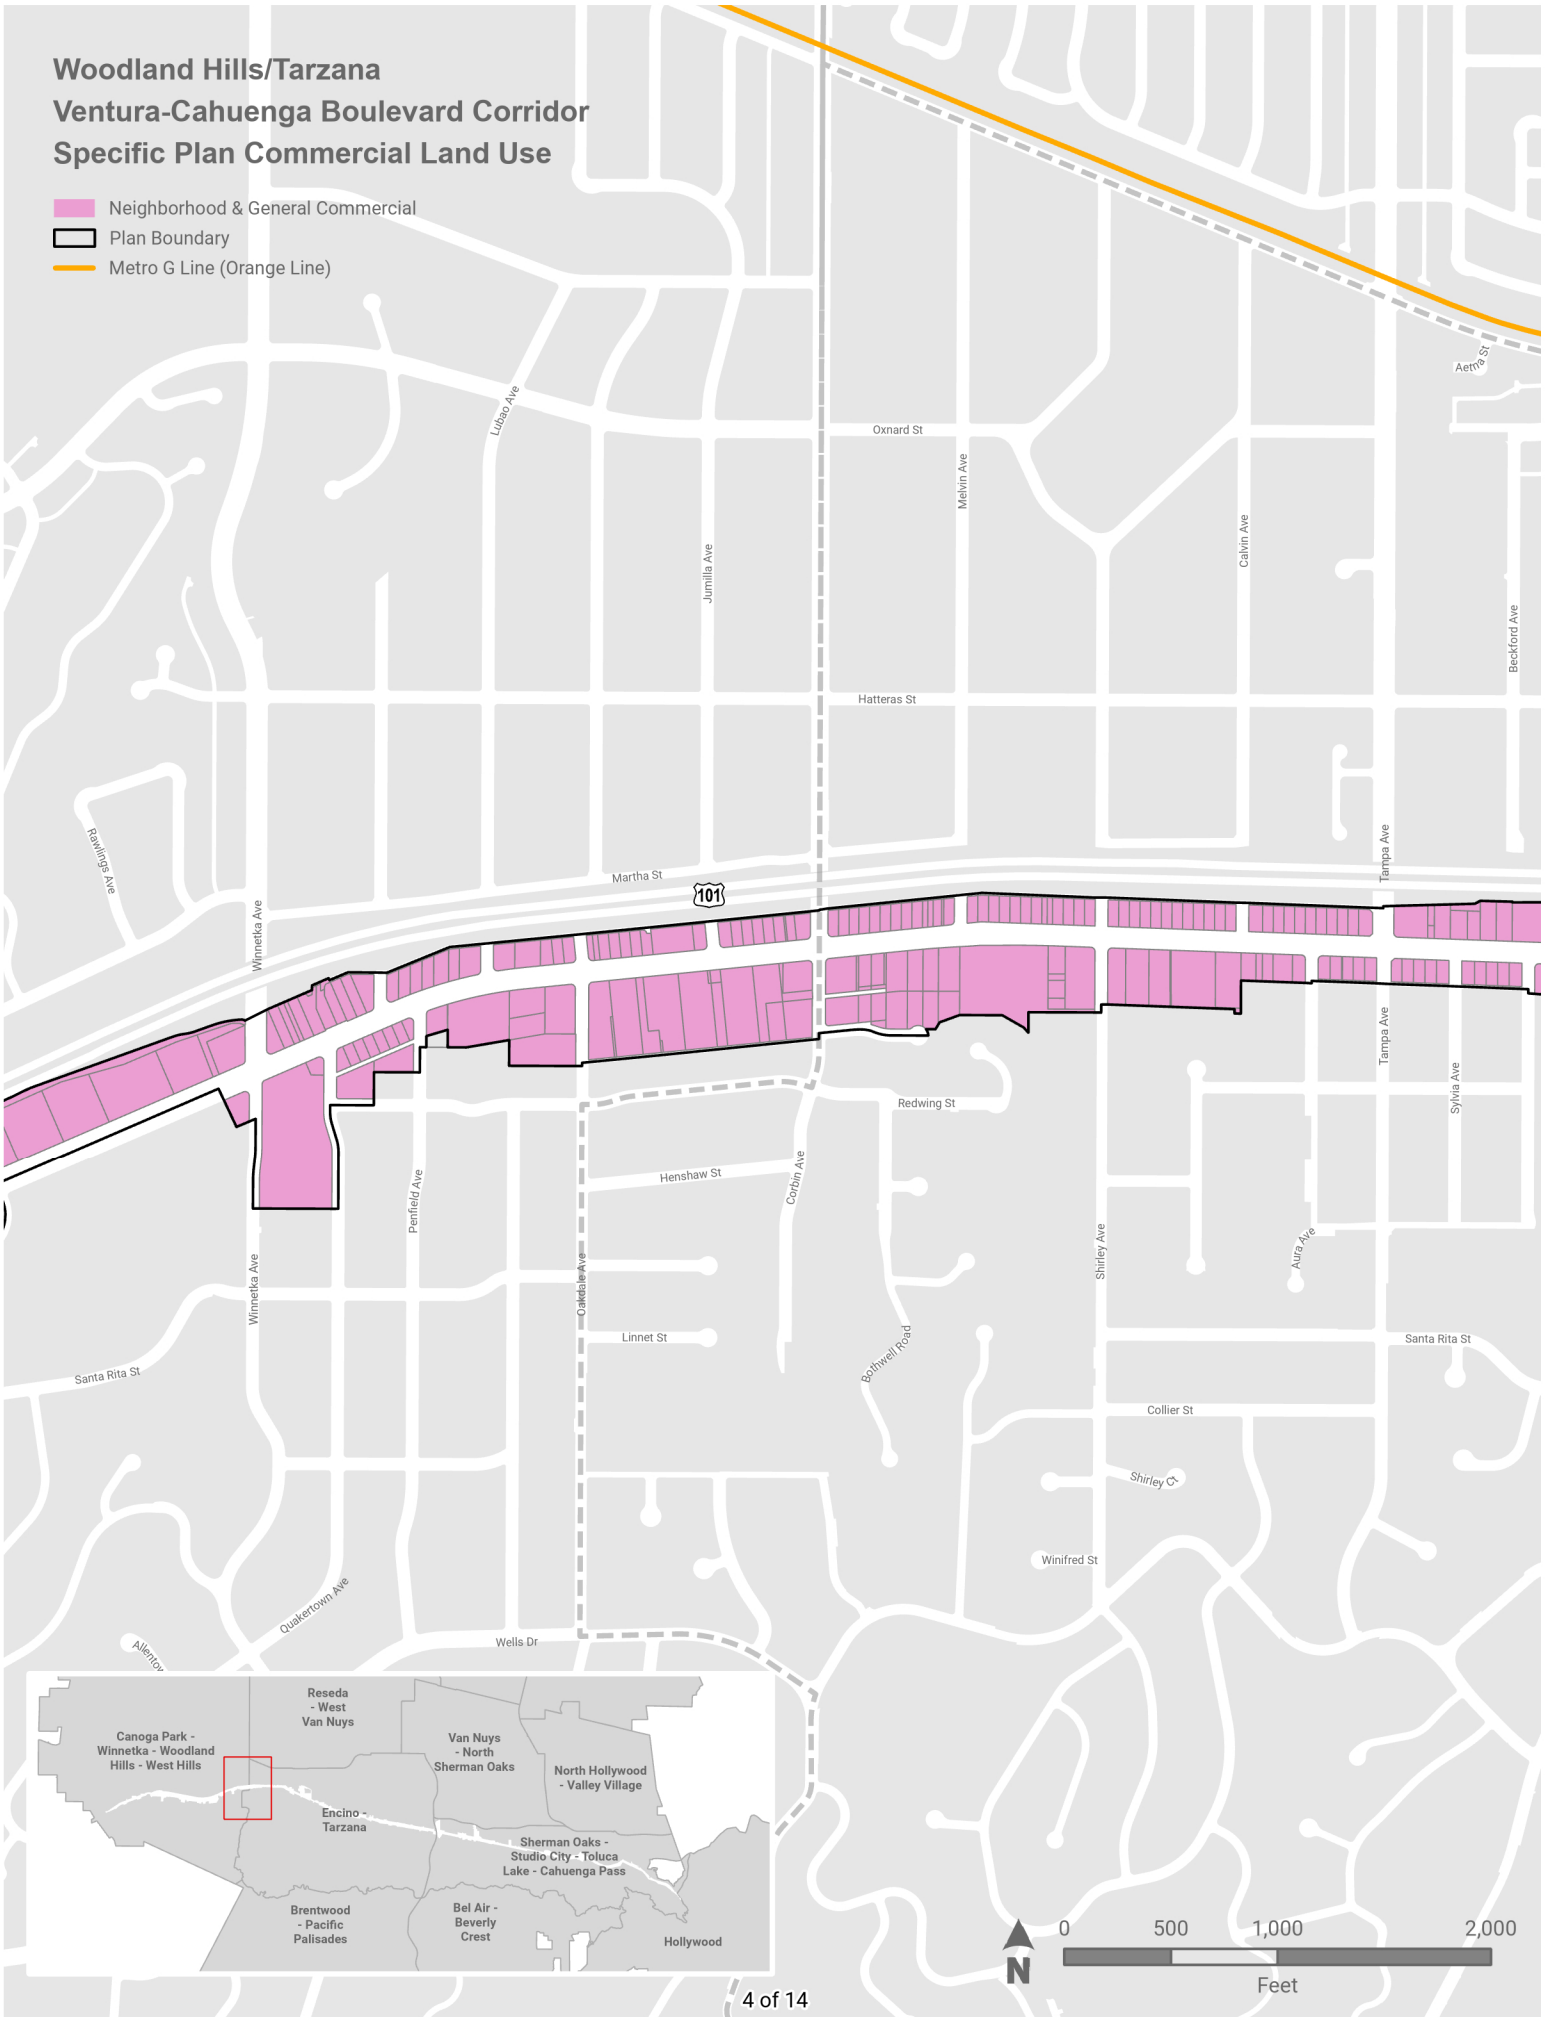 Woodland Hills/Tarzana
Ventura-Cahuenga Boulevard Corridor
Specific Plan Commercial Land Use
Neighborhood & General Commercial
Plan Boundary
Metro G Line (Orange Line)
Aetna St
Lubao Ave
Oxnard St
Melvin Ave
Calvin Ave
Jumilla Ave
Beckford Ave
Hatteras St
Rawlings Ave
Tampa Ave
Martha St
101
Winnetka Ave
Tampa Ave
Sylvia Ave
Redwing St
Henshaw St
Corbin Ave
Penfield Ave
Shirley Ave
Aura Ave
Winnetka Ave
Oakdale Ave
Linnet St
Bothwell Road
Santa Rita St
Santa Rita St
Collier St
Shirley Ct
Winifred St
Quakertown Ave
Wells Dr
Allentow
Reseda
- West
Van Nuys
Canoga Park -
Winnetka - Woodland
Hills - West Hills
Van Nuys
- North
Sherman Oaks
North Hollywood
- Valley Village
Encino -
Tarzana
Sherman Oaks -
Studio City - Toluca
Lake - Cahuenga Pass
Brentwood
- Pacific
Palisades
Bel Air -
Beverly
Crest
Hollywood
N
0 500 1,000 2,000
Feet
4 of 14